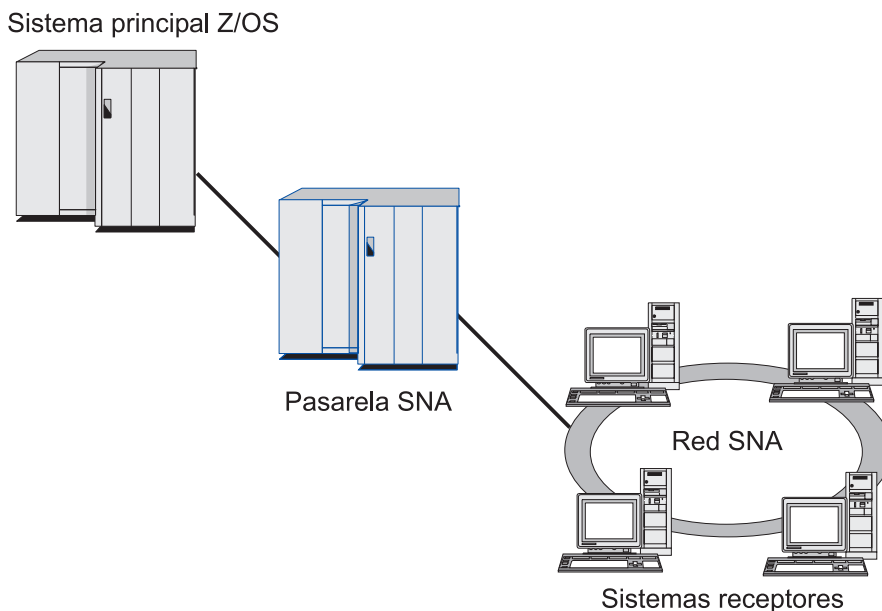 Sistema principal Z/OS
Pasarela SNA
Red SNA
Sistemas receptores